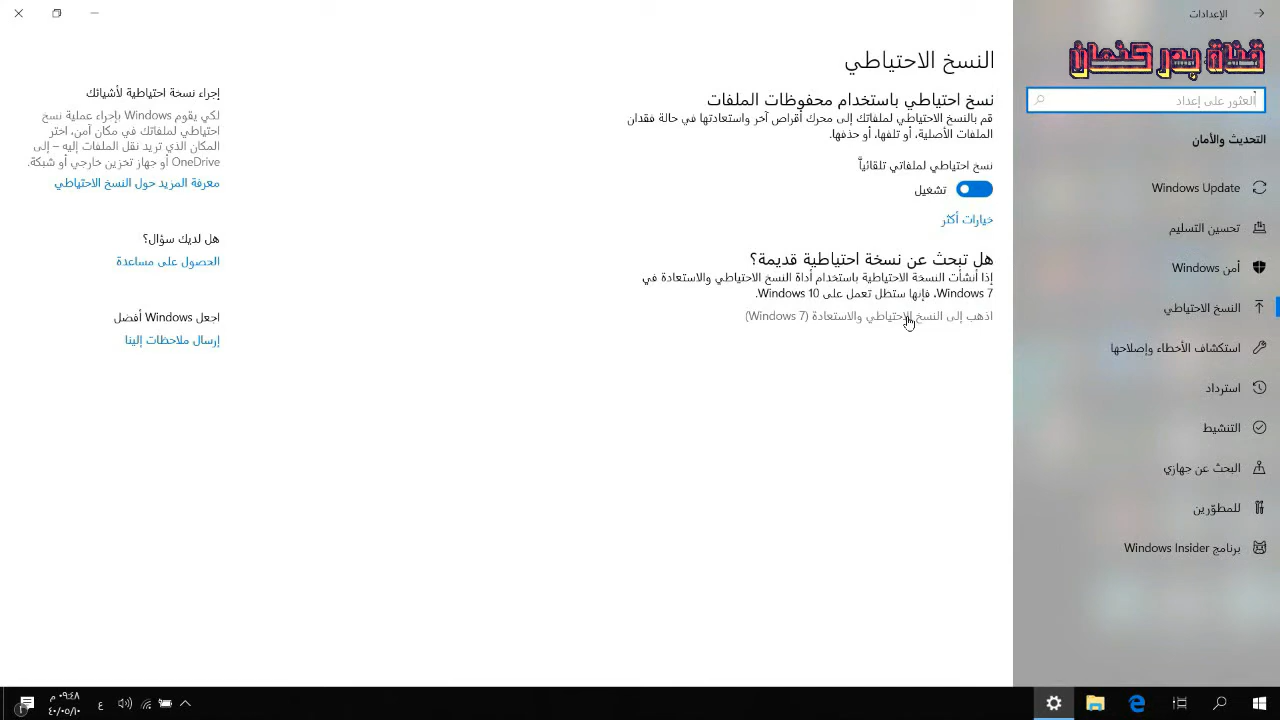 الإعدادات
قناة بدر كنعان
العثور على إعداد
التحديث والأمان
Windows Update
تحسين التسليم
أمن Windows
النسخ الاحتياطي
استكشاف الأخطاء وإصلاحها
استرداد
التنشيط
البحث عن جهازي
للمطوّرين
برنامج Windows Insider
النسخ الاحتياطي
نسخ احتياطي باستخدام محفوظات الملفات
قم بالنسخ الاحتياطي لملفاتك إلى محرك أقراص آخر واستعادتها في حالة فقدان
الملفات الأصلية، أو تلفها، أو حذفها.
نسخ احتياطي لملفاتي تلقائياً
تشغيل
خيارات أكثر
هل تبحث عن نسخة احتياطية قديمة؟
إذا أنشأت النسخة الاحتياطية باستخدام أداة النسخ الاحتياطي والاستعادة في
Windows 7، فإنها ستظل تعمل على Windows 10.
اذهب إلى النسخ الاحتياطي والاستعادة (Windows 7)
إجراء نسخة احتياطية لأشيائك
لكي يقوم Windows بإجراء عملية نسخ
احتياطي لملفاتك في مكان آمن، اختر
المكان الذي تريد نقل الملفات إليه – إلى
OneDrive أو جهاز تخزين خارجي أو شبكة.
معرفة المزيد حول النسخ الاحتياطي
هل لديك سؤال؟
الحصول على مساعدة
اجعل Windows أفضل
إرسال ملاحظات إلينا
ع
٠٩:٤٨ م
٤٠/٠٥/١٠